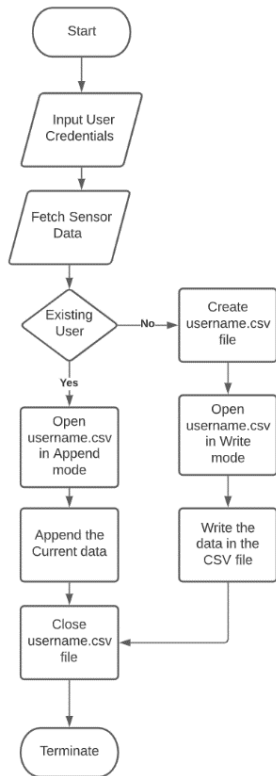 Start
Input User
Credentials
Fetch Sensor
Data
Existing
User
No
Yes
Create
username.csv
file
Open
username.csv
in Append
mode
Open
username.csv
in Write
mode
Append the
Current data
Write the
data in the
CSV file
Close
username.csv
file
Terminate